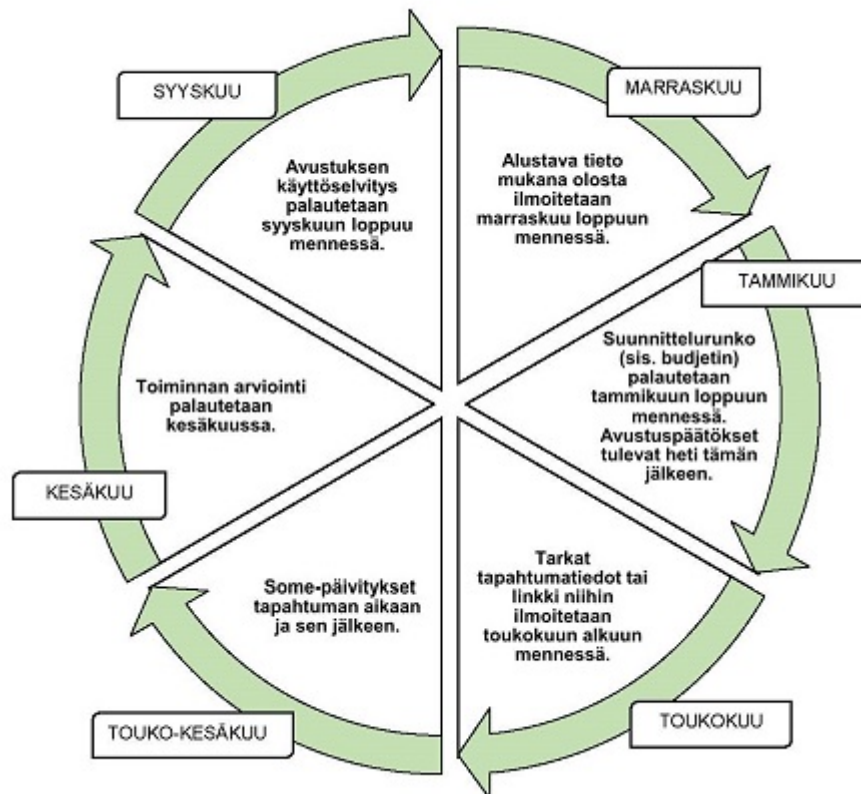 MARRASKUU
Alustava tieto
mukana olosta
ilmoitetaan
marraskuu loppuun
mennessä.
TAMMIKUU
Suunnittelurunko
(sis. budjetin)
palautetaan
tammikuun loppuun
mennessä.
Avustuspäätökset
tulevat heti tämän
jälkeen.
TOUKOKUU
Tarkat
tapahtumatiedot tai
linkki niihin
ilmoitetaan
toukokuun alkuun
mennessä.
TOUKO-KESÄKUU
Some-päivitykset
tapahtuman aikaan
ja sen jälkeen.
KESÄKUU
Toiminnan arviointi
palautetaan
kesäkuussa.
SYYSKUU
Avustuksen
käyttöselvitys
palautetaan
syyskuun loppuu
mennessä.